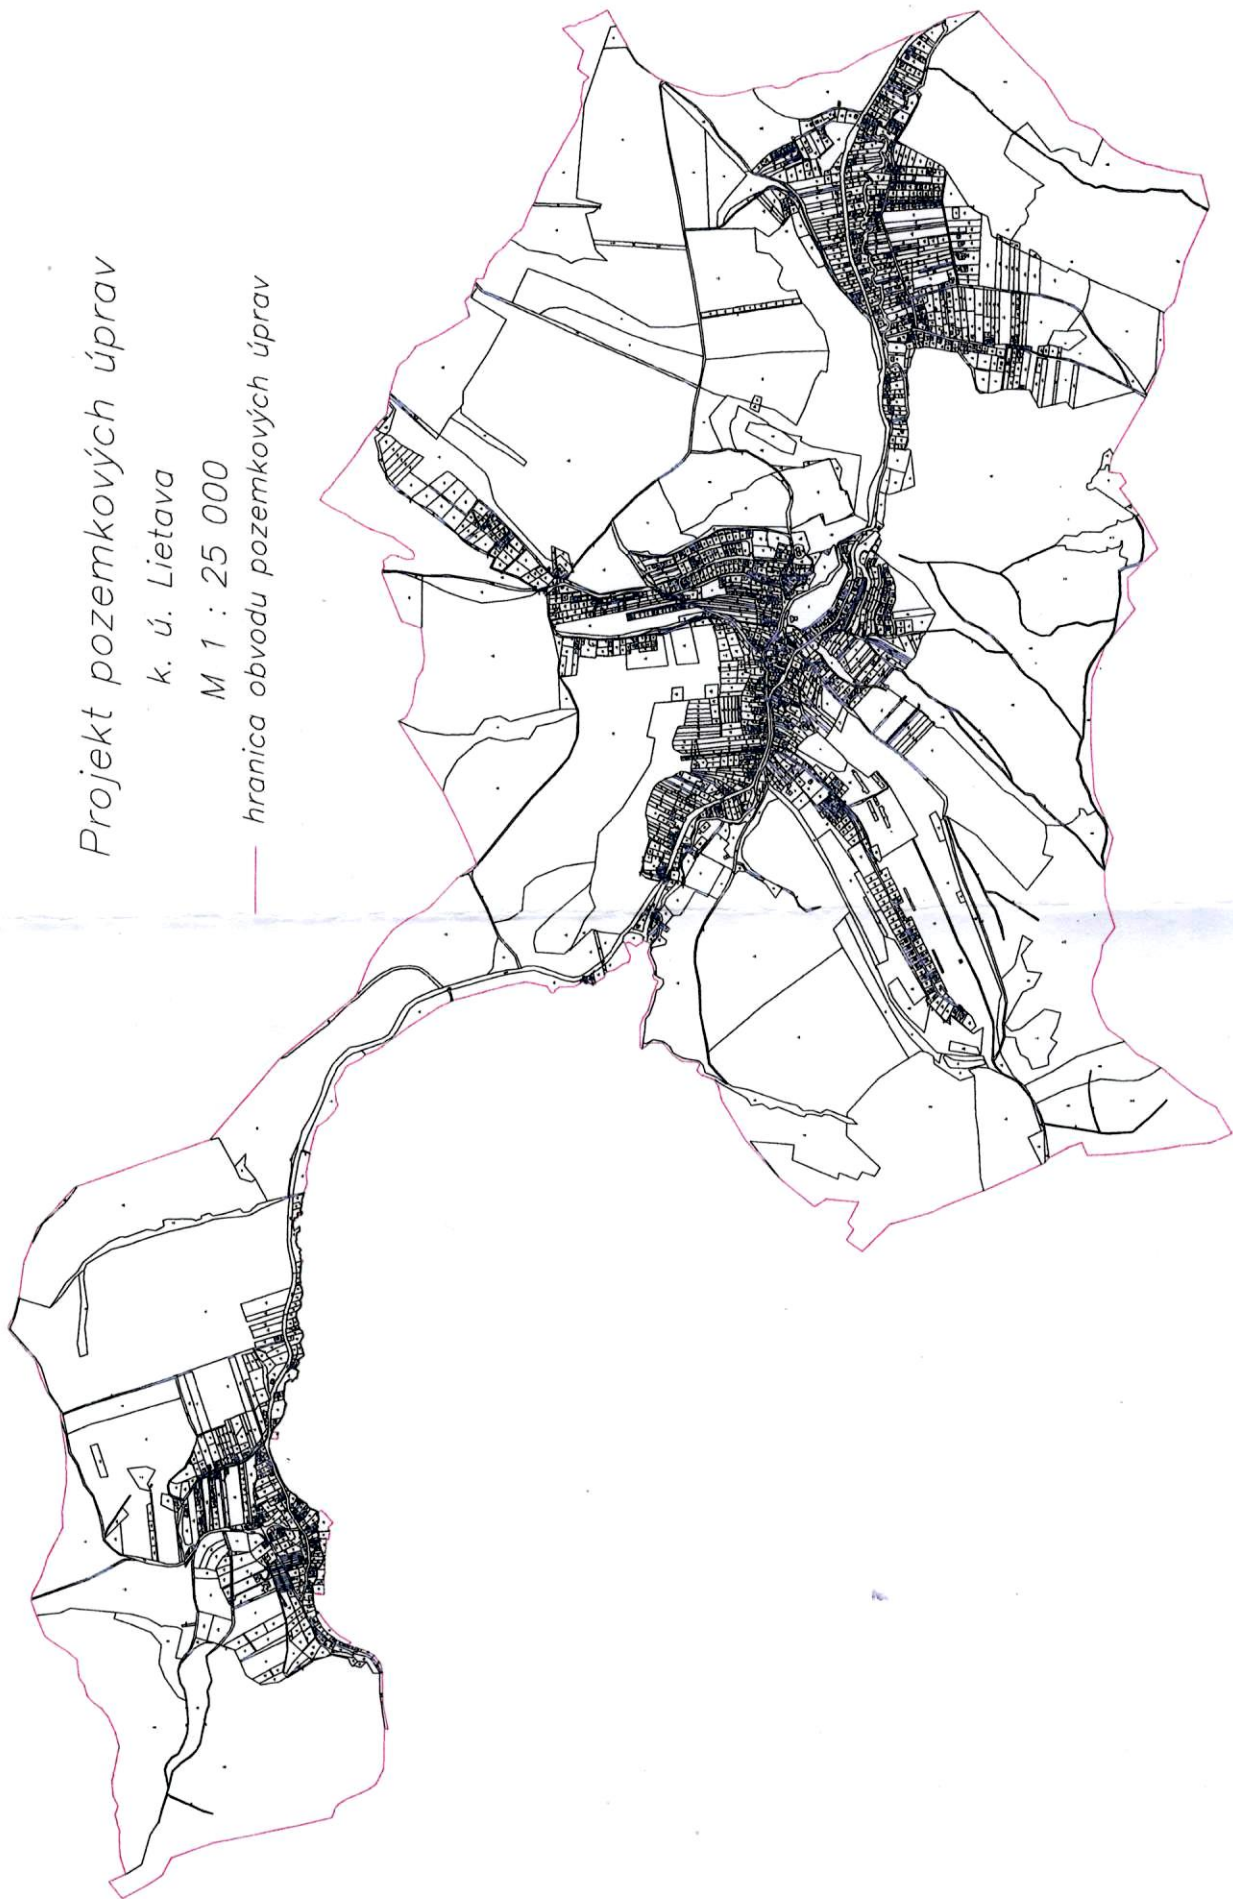 Projekt pozemkových úprav
k. ú. Lietava
M 1 : 25 000
hranica obvodu pozemkových úprav